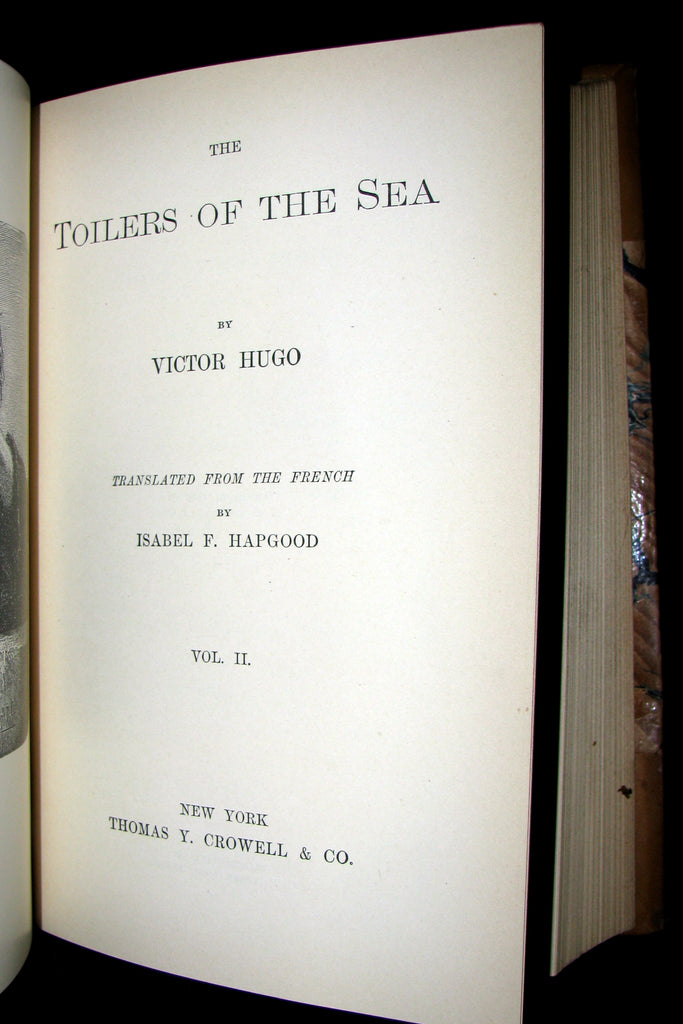 THE
TOILERS OF THE SEA
BY
VICTOR HUGO
TRANSLATED FROM THE FRENCH
BY
ISABEL F. HAPGOOD
VOL. II.
NEW YORK
THOMAS Y. CROWELL & CO.